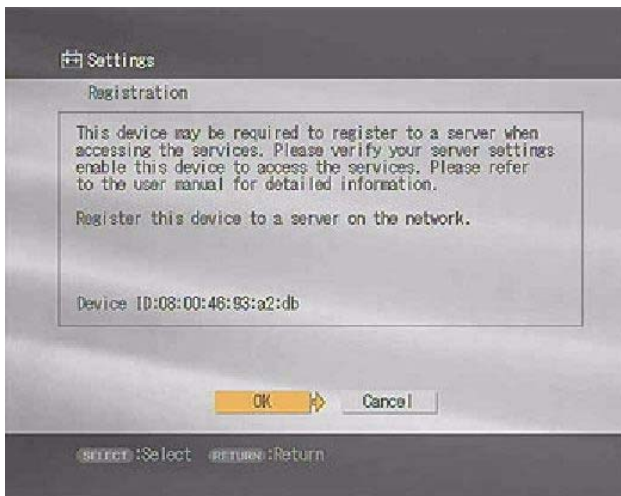 Settings
Registration
This device may be required to register to a server when
accessing the services. Please verify your server settings
enable this device to access the services. Please refer
to the user manual for detailed information.
Register this device to a server on the network.
Device ID:08:00:46:93:a2:db
OK
Cancel
SELECT :Select RETURN :Return